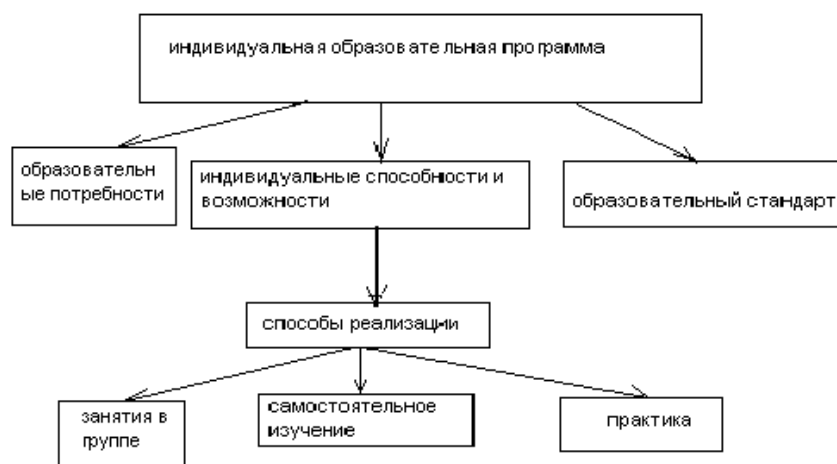 индивидуальная образовательная программа
образовательн
ые потребности
индивидуальные способности и
возможности
образовательный стандарт
способы реализации
занятия в
группе
самостоятельное
изучение
практика